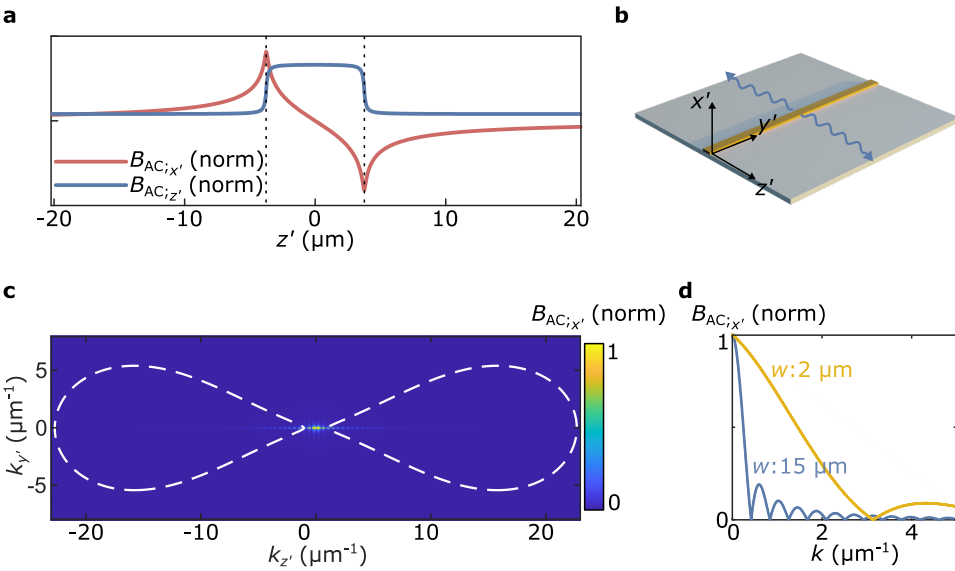 a
B_AC;x′ (norm)
B_AC;z′ (norm)
-20 -10 0 10 20
z′ (µm)
b
x′
y′
z′
c
B_AC;x′ (norm)
1
0
5
0
-5
k_y′ (µm⁻¹)
-20 -10 0 10 20
k_z′ (µm⁻¹)
d
B_AC;x′ (norm)
1
0
w:2 µm
w:15 µm
0 2 4
k (µm⁻¹)